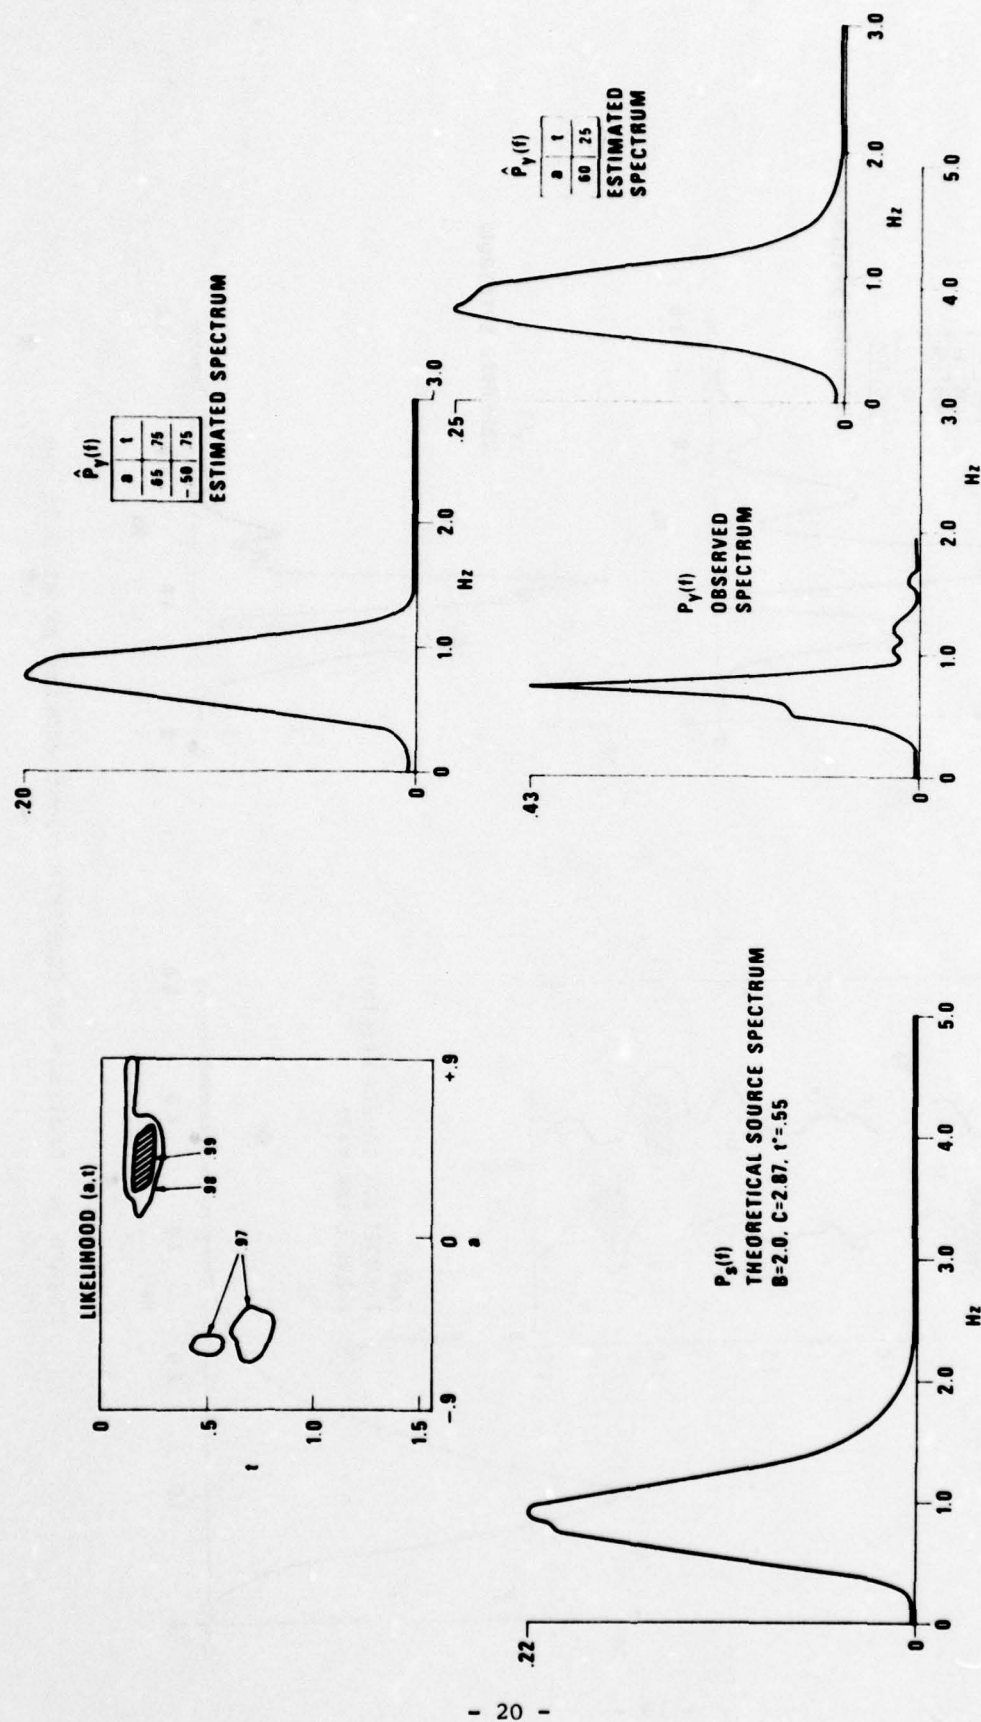 LIKELIHOOD (a,t)
0
.5
1.0
1.5
t
-.9
0
+.9
a
.98
.99
.97
P̂y(f)
a t
.65 .75
-.50 .75
ESTIMATED SPECTRUM
.20
0
0
1.0
2.0
3.0
Hz
Ps(f)
THEORETICAL SOURCE SPECTRUM
B=2.0, C=2.87, t*=.55
.22
0
0
1.0
2.0
3.0
4.0
5.0
Hz
Py(f)
OBSERVED
SPECTRUM
.43
0
0
1.0
2.0
3.0
4.0
5.0
Hz
P̂y(f)
a t
60 25
ESTIMATED
SPECTRUM
.25
0
0
1.0
2.0
3.0
Hz
- 20 -